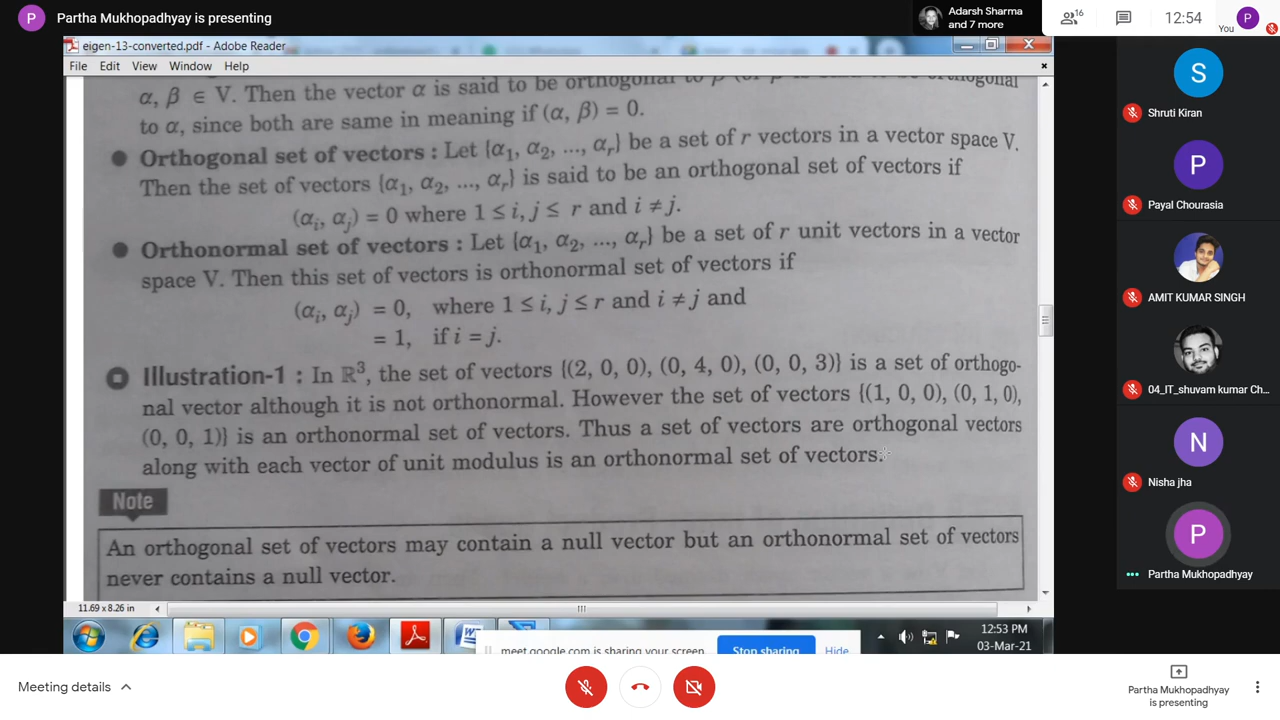 P Partha Mukhopadhyay is presenting
Adarsh Sharma
and 7 more
16
12:54
You
P
eigen-13-converted.pdf - Adobe Reader
File Edit View Window Help
α, β ∈ V. Then the vector α is said to be orthogonal to β (or β is said to be orthogonal
to α, since both are same in meaning if (α, β) = 0.
● Orthogonal set of vectors : Let {α₁, α₂, ..., αᵣ} be a set of r vectors in a vector space V.
Then the set of vectors {α₁, α₂, ..., αᵣ} is said to be an orthogonal set of vectors if
(αᵢ, αⱼ) = 0 where 1 ≤ i, j ≤ r and i ≠ j.
● Orthonormal set of vectors : Let {α₁, α₂, ..., αᵣ} be a set of r unit vectors in a vector
space V. Then this set of vectors is orthonormal set of vectors if
(αᵢ, αⱼ) = 0, where 1 ≤ i, j ≤ r and i ≠ j and
= 1, if i = j.
Illustration-1 : In ℝ³, the set of vectors {(2, 0, 0), (0, 4, 0), (0, 0, 3)} is a set of orthogo-
nal vector although it is not orthonormal. However the set of vectors {(1, 0, 0), (0, 1, 0),
(0, 0, 1)} is an orthonormal set of vectors. Thus a set of vectors are orthogonal vectors
along with each vector of unit modulus is an orthonormal set of vectors.
Note
An orthogonal set of vectors may contain a null vector but an orthonormal set of vectors
never contains a null vector.
11.69 x 8.26 in
meet.google.com is sharing your screen.
Stop sharing
Hide
12:53 PM
03-Mar-21
S
Shruti Kiran
P
Payal Chourasia
AMIT KUMAR SINGH
04_IT_shuvam kumar Ch...
N
Nisha jha
P
Partha Mukhopadhyay
Meeting details
Partha Mukhopadhyay
is presenting